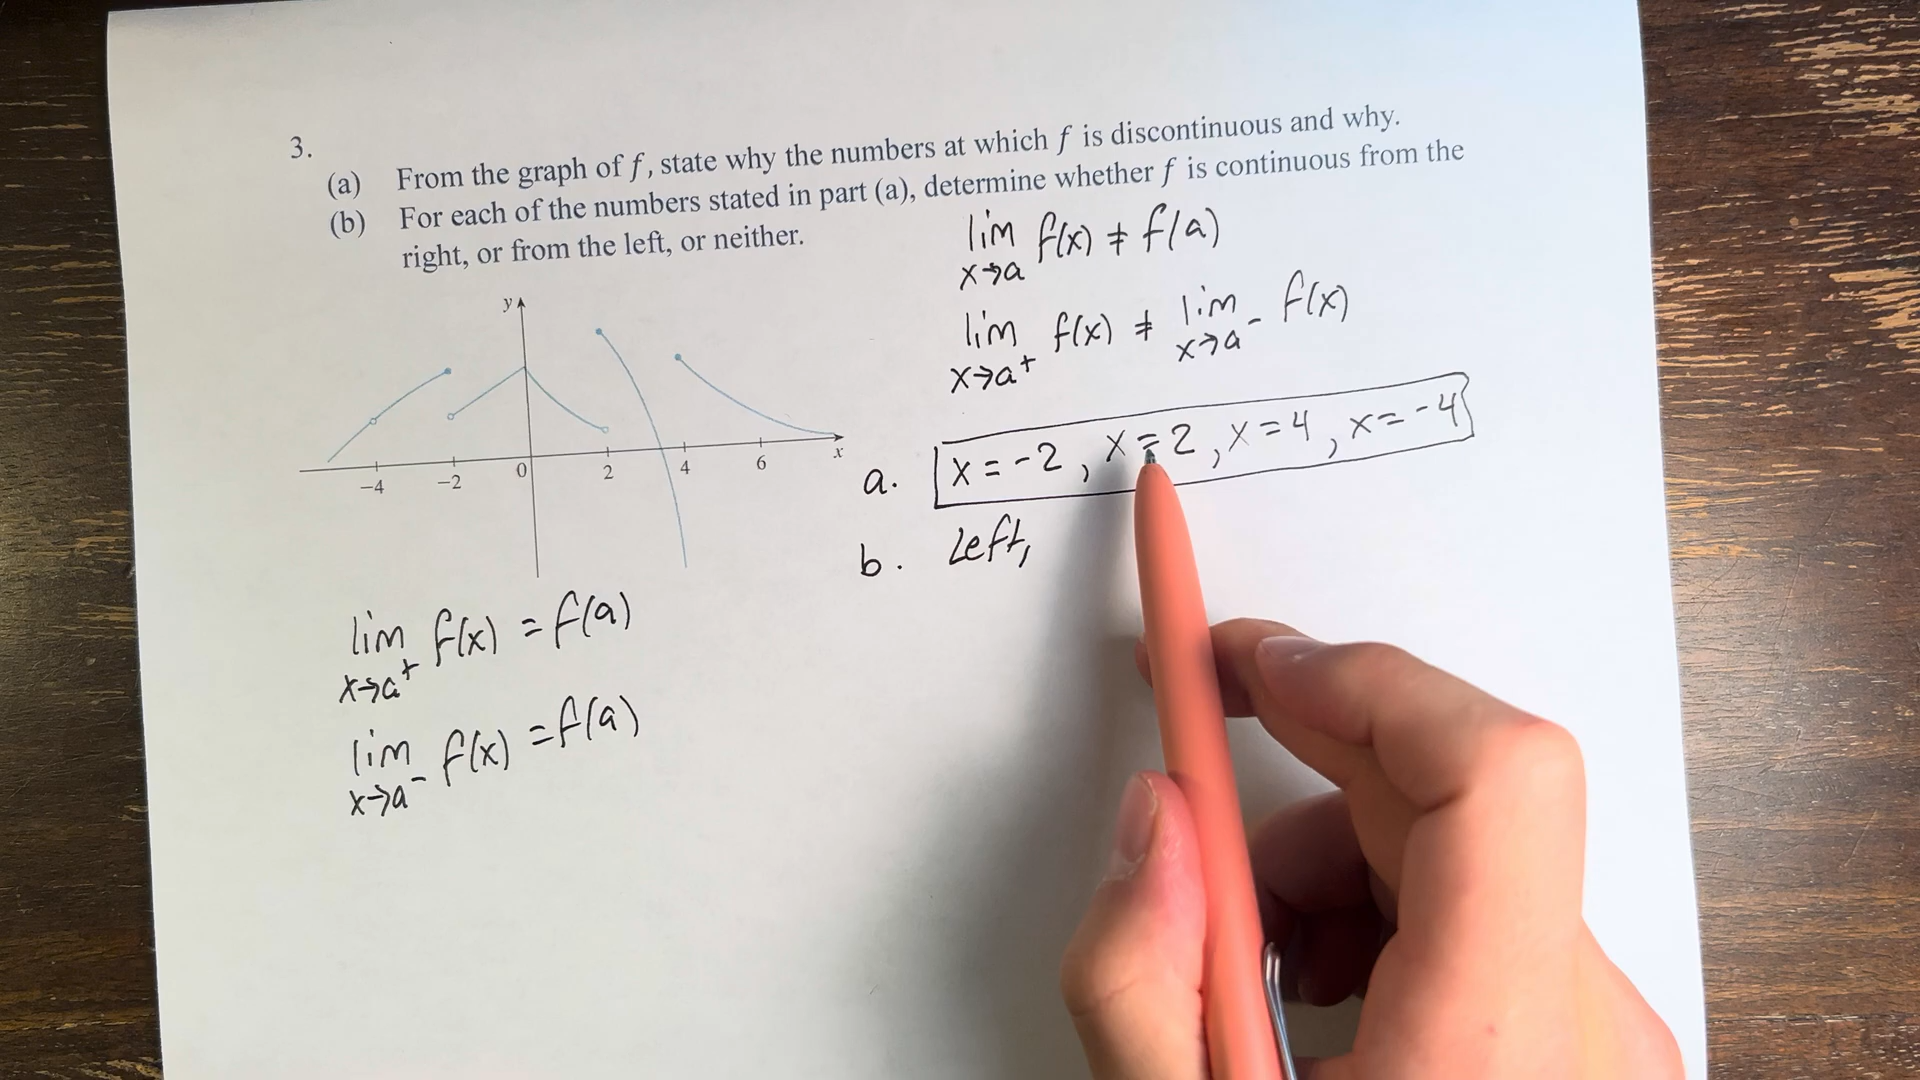 3.
(a) From the graph of f, state why the numbers at which f is discontinuous and why.
(b) For each of the numbers stated in part (a), determine whether f is continuous from the
right, or from the left, or neither.
lim f(x) ≠ f(a)
x→a
lim f(x) ≠ lim f(x)
x→a⁺ x→a⁻
y
x
−4 −2 0 2 4 6
a. x = -2, x = 2, x = 4, x = -4
b. Left,
lim f(x) = f(a)
x→a⁺
lim f(x) = f(a)
x→a⁻